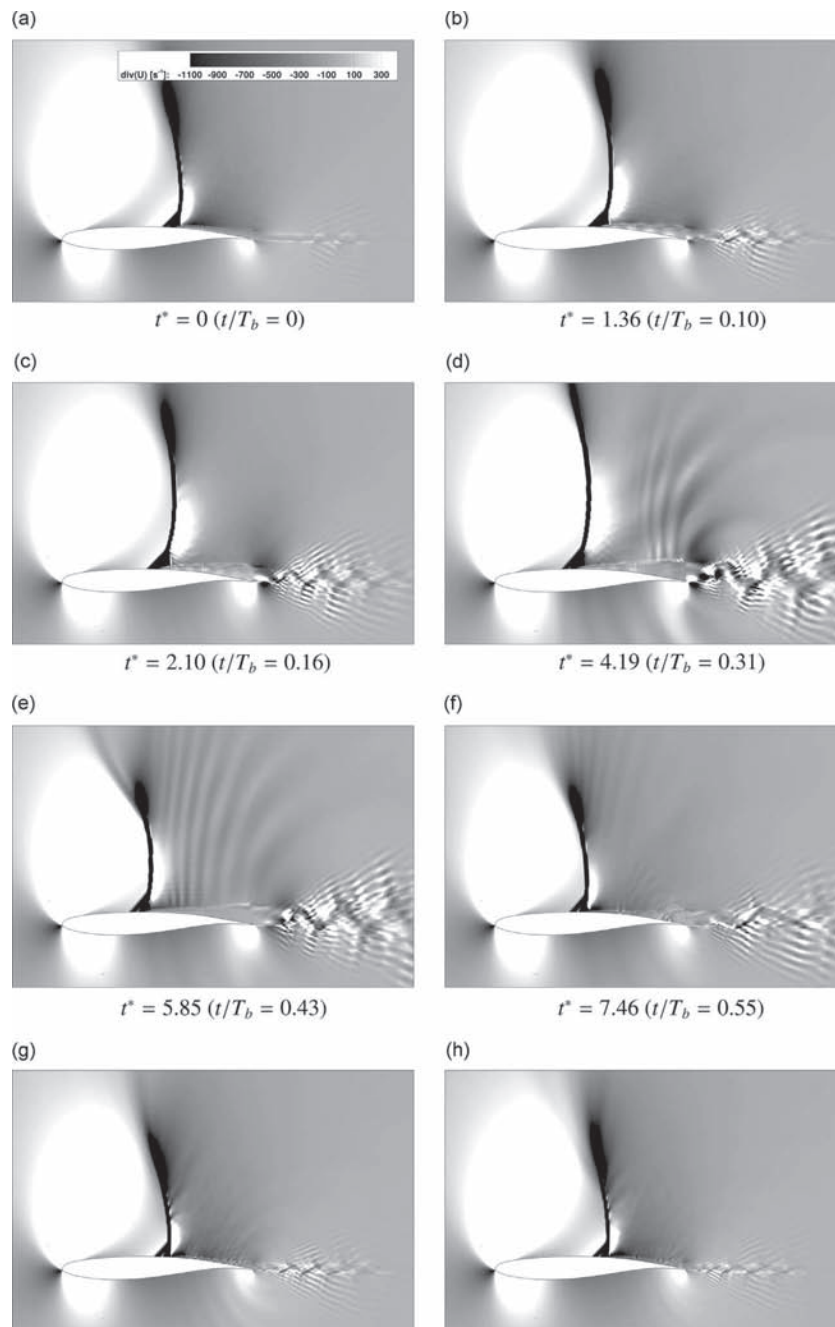 (a)
(b)
div(U) [s⁻¹]: -1100 -900 -700 -500 -300 -100 100 300
t* = 0 (t/T_b = 0)
t* = 1.36 (t/T_b = 0.10)
(c)
(d)
t* = 2.10 (t/T_b = 0.16)
t* = 4.19 (t/T_b = 0.31)
(e)
(f)
t* = 5.85 (t/T_b = 0.43)
t* = 7.46 (t/T_b = 0.55)
(g)
(h)